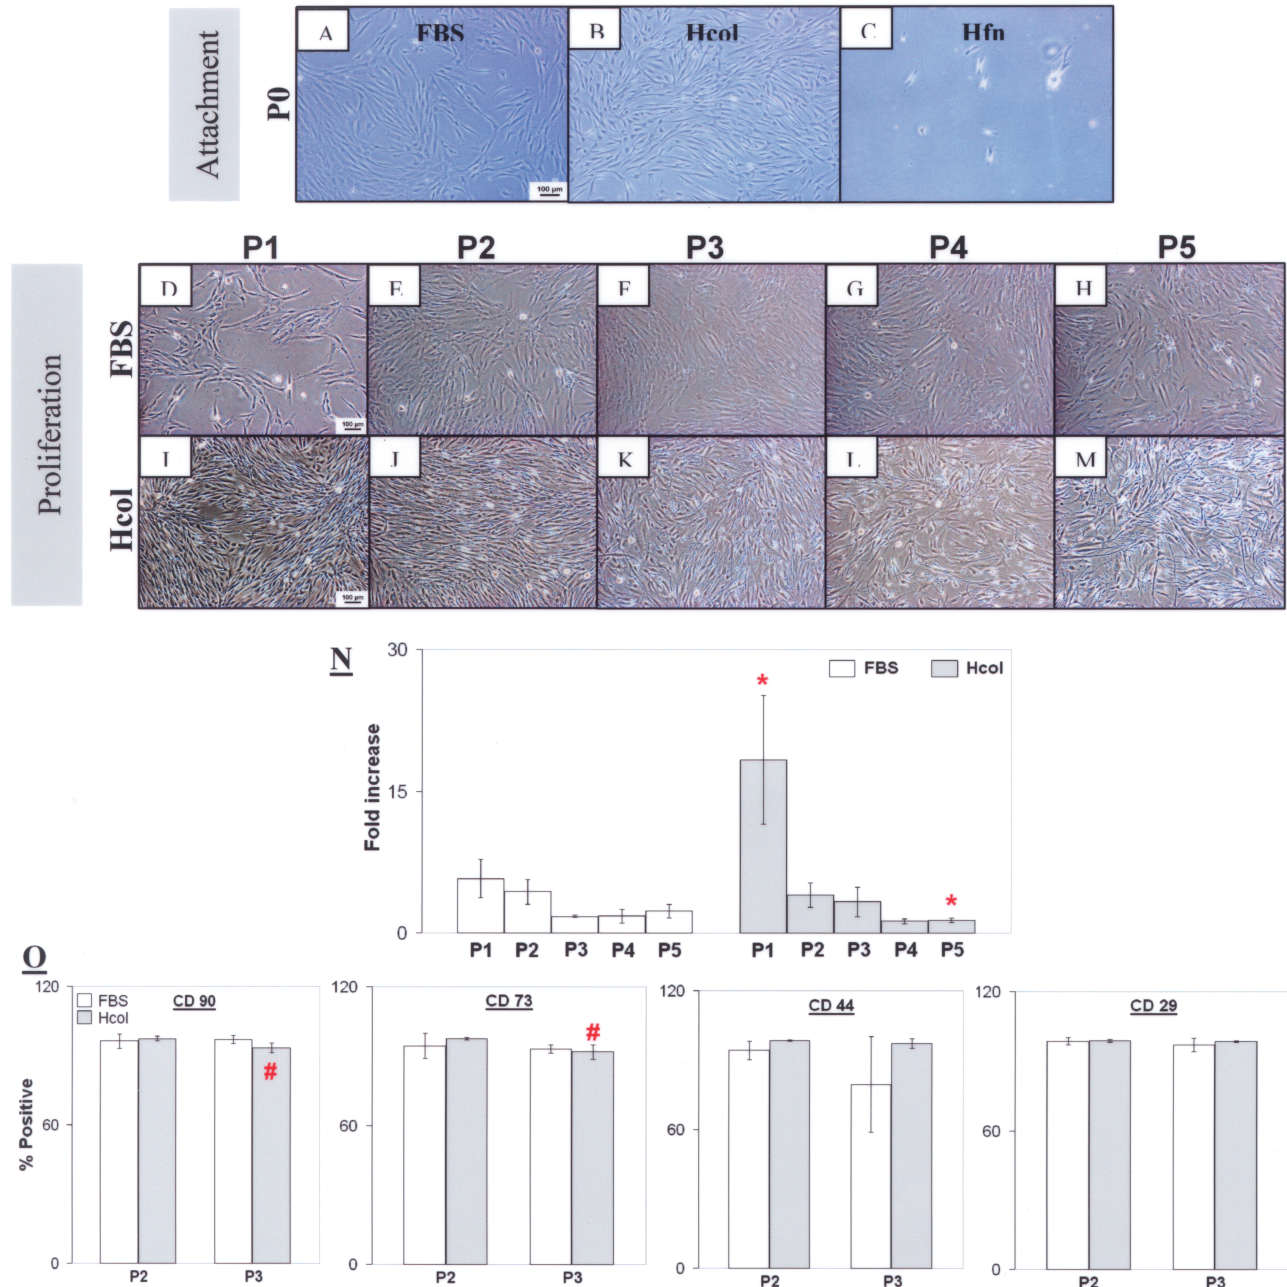 A FBS B Hcol C Hfn
Attachment
P0
100 µm
P1 P2 P3 P4 P5
Proliferation
FBS
D E F G H
100 µm
Hcol
I J K L M
100 µm
N
30
FBS Hcol
*
15
Fold increase
*
0
P1 P2 P3 P4 P5 P1 P2 P3 P4 P5
O
120 FBS Hcol CD 90
120 CD 73
120 CD 44
120 CD 29
# #
60 60 60 60
% Positive
0 0 0 0
P2 P3 P2 P3 P2 P3 P2 P3